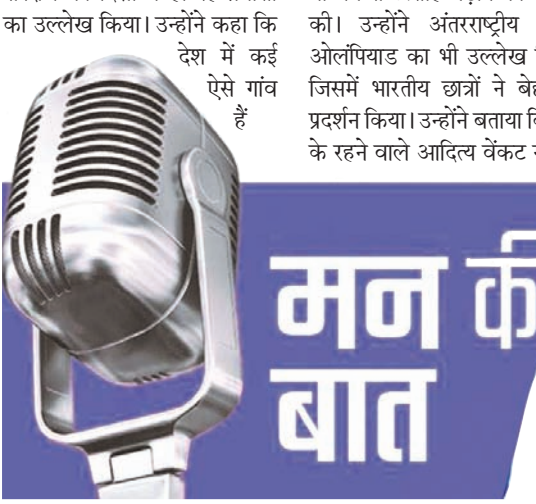 का उल्लेख किया। उन्होंने कहा कि
देश में कई
ऐसे गांव
हैं
की। उन्होंने अंतरराष्ट्रीय
ओलंपियाड का भी उल्लेख
जिसमें भारतीय छात्रों ने
प्रदर्शन किया। उन्होंने बताया
के रहने वाले आदित्य वेंकट
मन की
बात